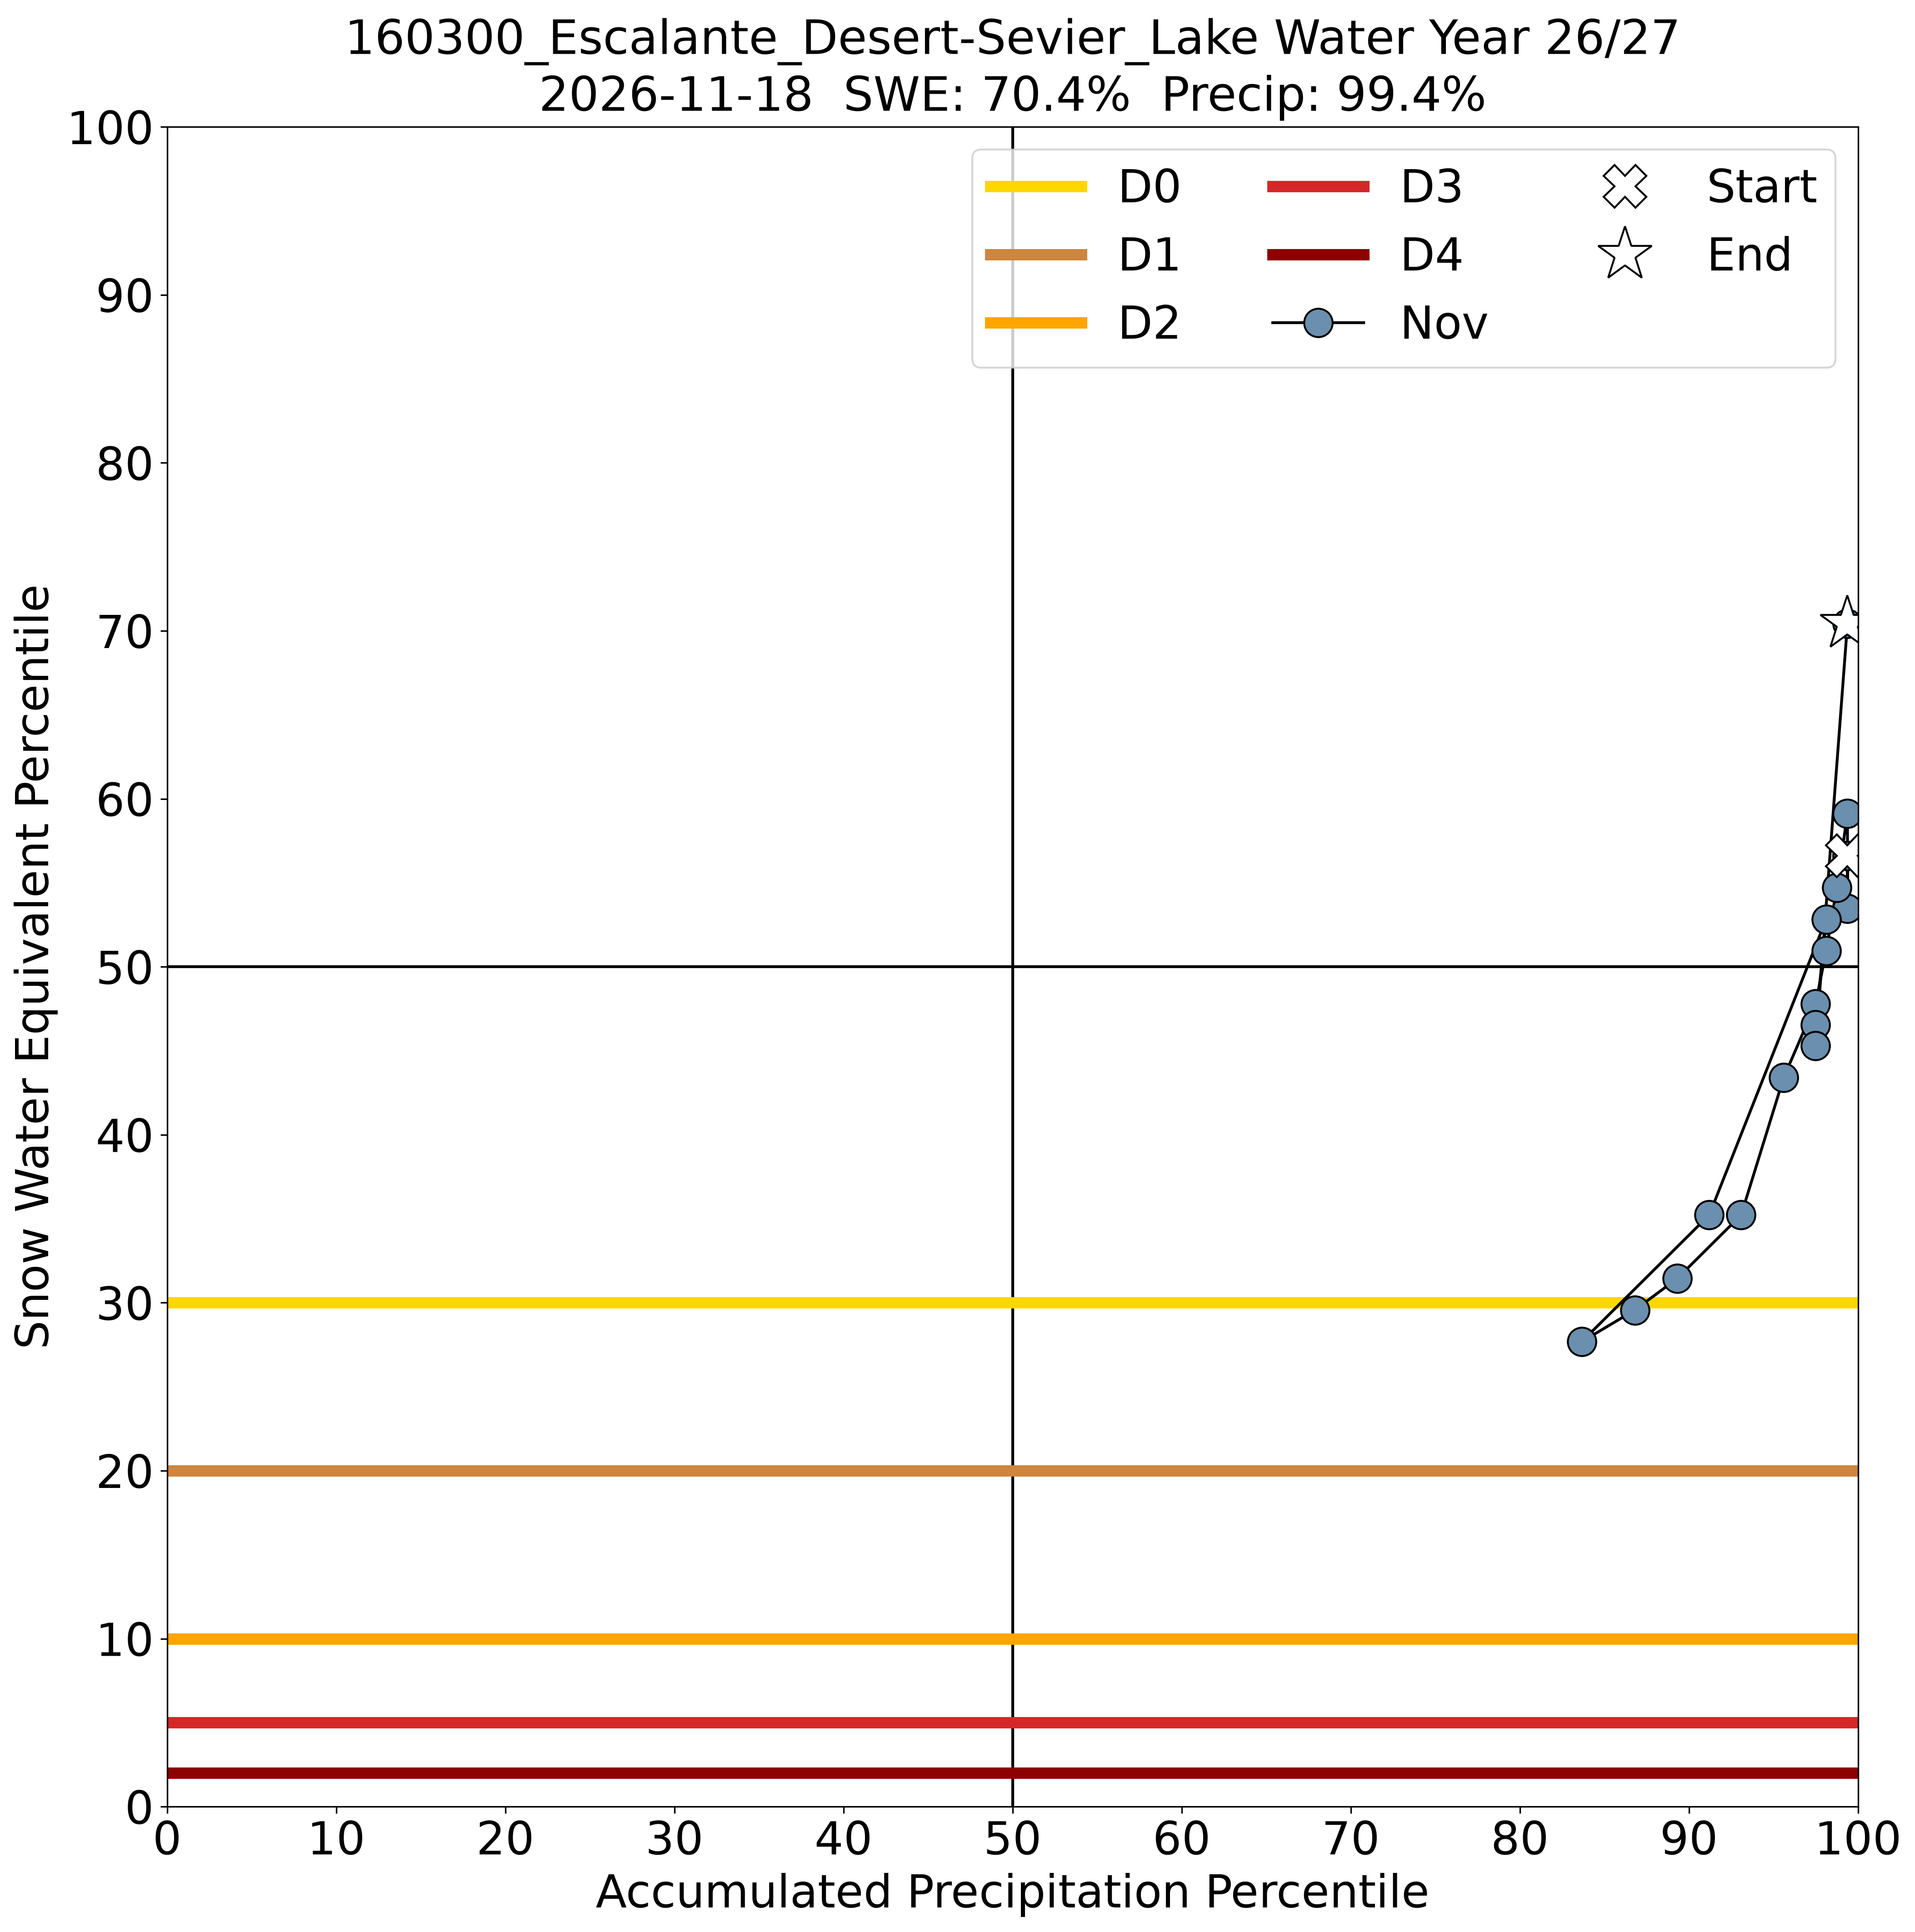 160300_Escalante_Desert-Sevier_Lake Water Year 26/27
2026-11-18 SWE: 70.4% Precip: 99.4%
D0
D1
D2
D3
D4
Nov
Start
End
Snow Water Equivalent Percentile
100
90
80
70
60
50
40
30
20
10
0
0 10 20 30 40 50 60 70 80 90 100
Accumulated Precipitation Percentile